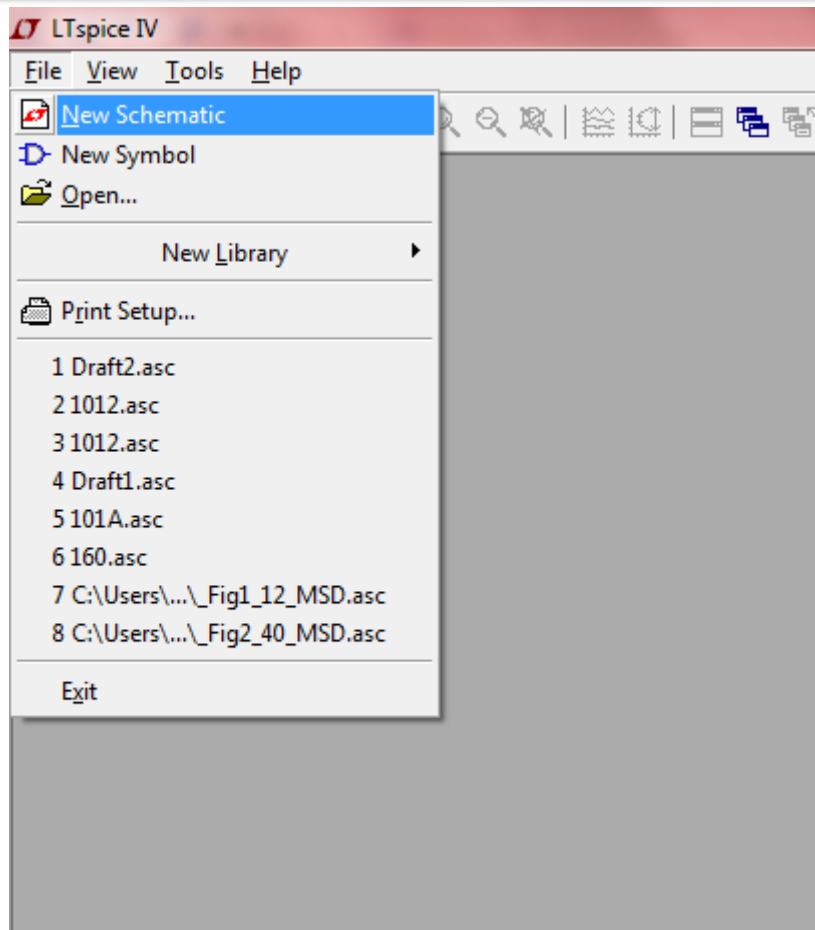 LTspice IV
File View Tools Help
New Schematic
New Symbol
Open...
New Library
Print Setup...
1 Draft2.asc
2 1012.asc
3 1012.asc
4 Draft1.asc
5 101A.asc
6 160.asc
7 C:\Users\...\_Fig1_12_MSD.asc
8 C:\Users\...\_Fig2_40_MSD.asc
Exit